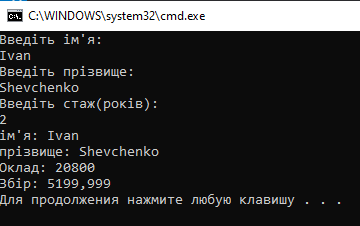 C:\WINDOWS\system32\cmd.exe
Введіть ім'я:
Ivan
Введіть прізвище:
Shevchenko
Введіть стаж(років):
2
ім'я: Ivan
прізвище: Shevchenko
Оклад: 20800
Збір: 5199,999
Для продолжения нажмите любую клавишу . . .